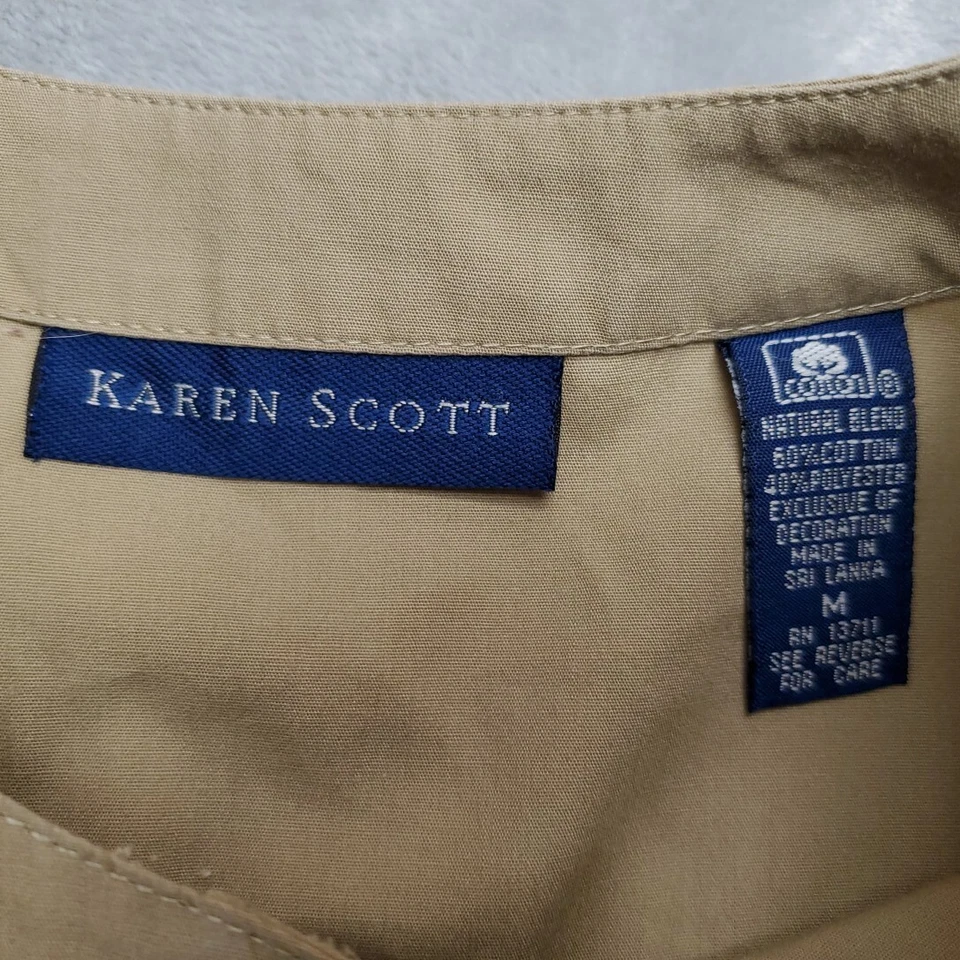 KAREN SCOTT
COTTON ®
NATURAL BLEND
60% COTTON
40% POLYESTER
EXCLUSIVE OF
DECORATION
MADE IN
SRI LANKA
M
RN 13711
SEE REVERSE
FOR CARE